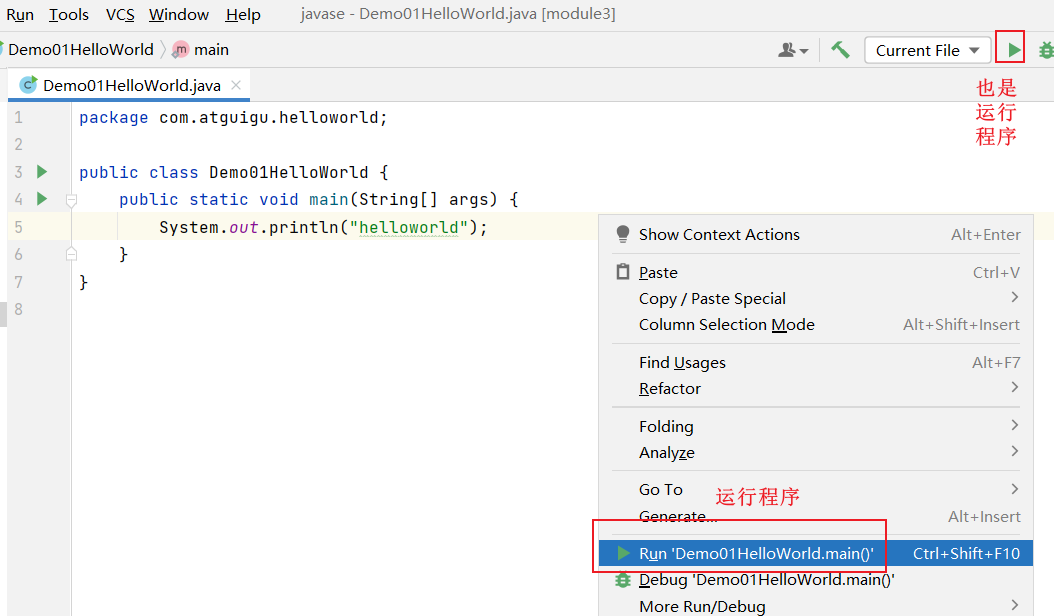 Run Tools VCS Window Help javase - Demo01HelloWorld.java [module3]
Demo01HelloWorld main Current File
也是
运行
程序
Demo01HelloWorld.java
1 package com.atguigu.helloworld;
2
3 public class Demo01HelloWorld {
4 public static void main(String[] args) {
5 System.out.println("helloworld");
6 }
7 }
8
Show Context Actions Alt+Enter
Paste Ctrl+V
Copy / Paste Special
Column Selection Mode Alt+Shift+Insert
Find Usages Alt+F7
Refactor
Folding
Analyze
Go To
运行程序
Generate... Alt+Insert
Run 'Demo01HelloWorld.main()' Ctrl+Shift+F10
Debug 'Demo01HelloWorld.main()'
More Run/Debug